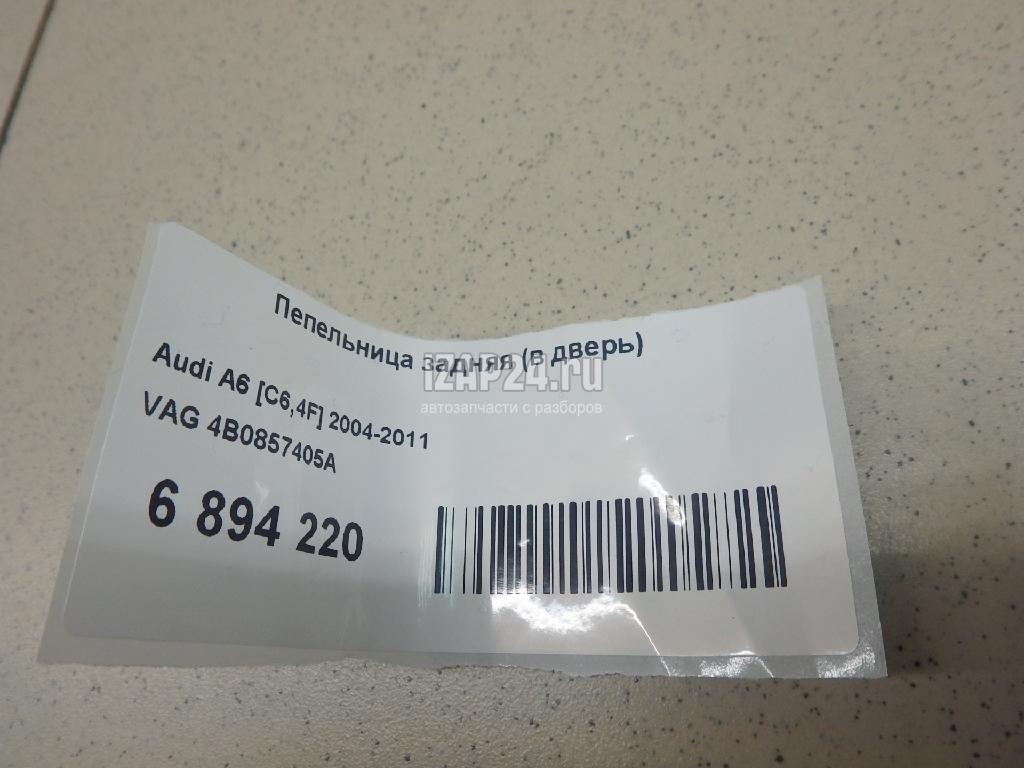 Пепельница задняя (в дверь)
Audi A6 [C6,4F] 2004-2011
VAG 4B0857405A
6 894 220
IZAP24.ru
автозапчасти с разборов